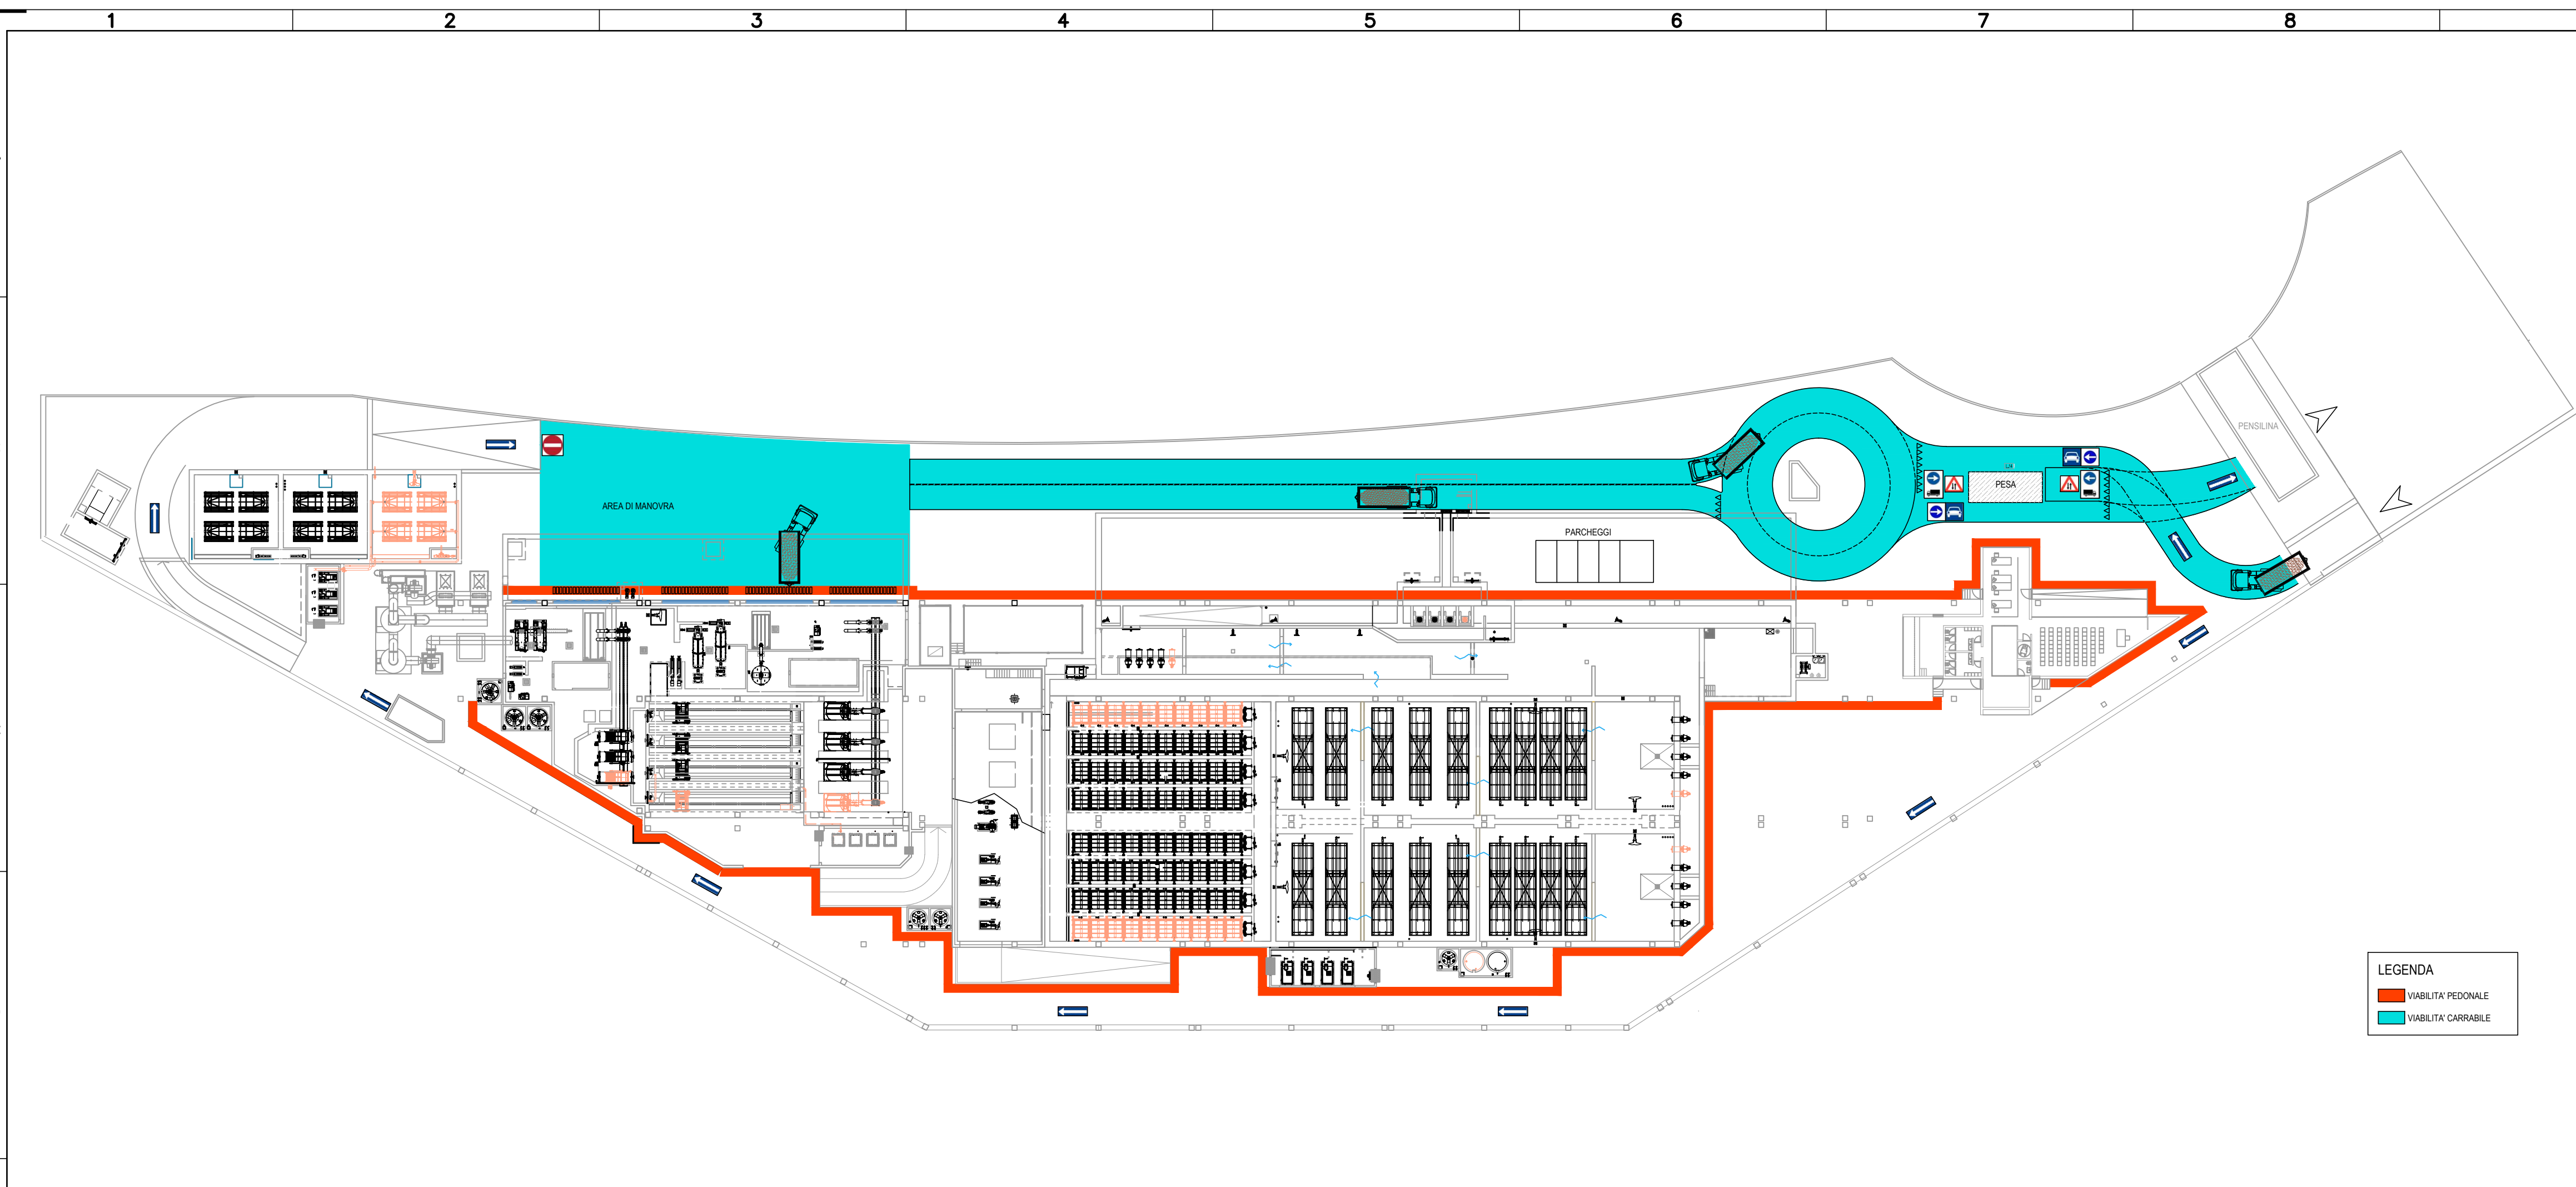 1 2 3 4 5 6 7 8
PENSILINA
AREA DI MANOVRA
PESA
PARCHEGGI
LEGENDA
VIABILITA' PEDONALE
VIABILITA' CARRABILE